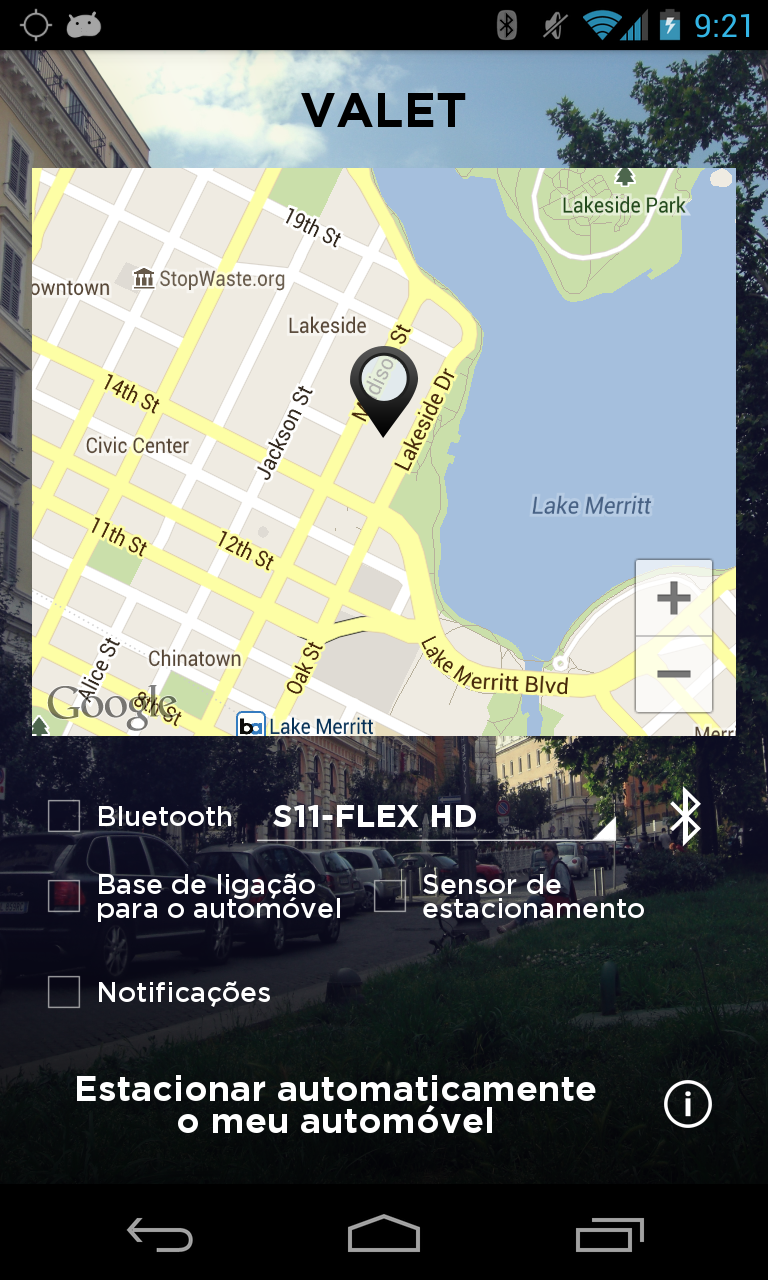 9:21
VALET
Lakeside Park
19th St
StopWaste.org
owntown
Lakeside
St
14th St
Lakeside Dr
Jackson St
Civic Center
Lake Merritt
11th St
12th St
Chinatown
Oak St
Alice St
Lake Merritt Blvd
Google
8th St
ba Lake Merritt
Merr
Bluetooth
S11-FLEX HD
Base de ligação
para o automóvel
Sensor de
estacionamento
Notificações
Estacionar automaticamente
o meu automóvel
i